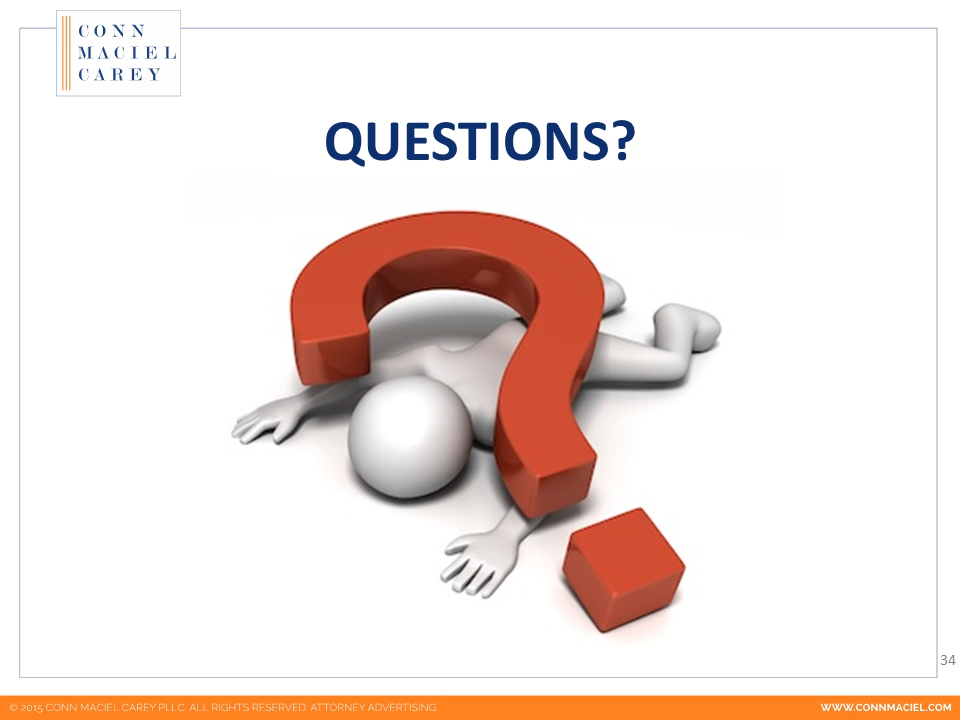 CONN
MACIEL
CAREY
QUESTIONS?
34
© 2015 CONN MACIEL CAREY PLLC. ALL RIGHTS RESERVED. ATTORNEY ADVERTISING.
WWW.CONNMACIEL.COM